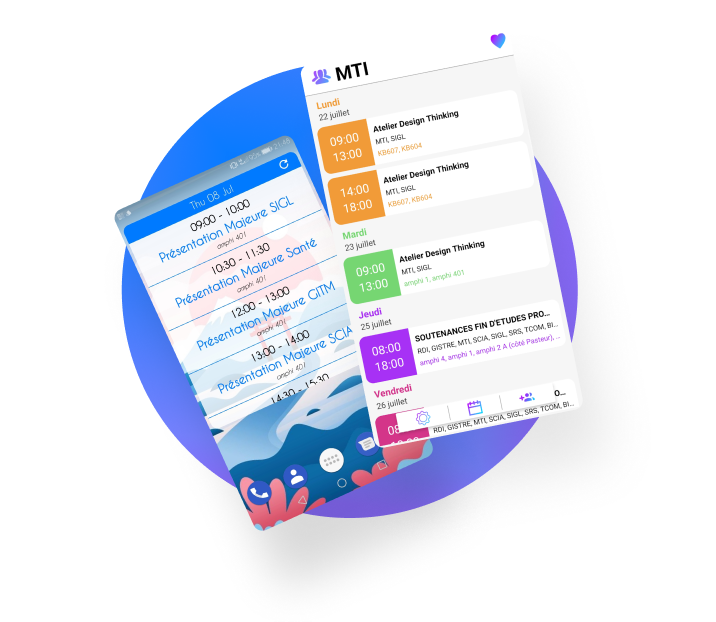 Thu 08 Jul
09:00 - 10:00
Présentation Majeure SIGL
amphi 401
10:30 - 11:30
Présentation Majeure Santé
amphi 401
12:00 - 13:00
Présentation Majeure GITM
amphi 401
13:00 - 14:00
Présentation Majeure SCIA
amphi 401
14:30 - 15:30
MTI
Lundi
22 juillet
09:00
13:00
Atelier Design Thinking
MTI, SIGL
KB607, KB604
14:00
18:00
Atelier Design Thinking
MTI, SIGL
KB607, KB604
Mardi
23 juillet
09:00
13:00
Atelier Design Thinking
MTI, SIGL
amphi 1, amphi 401
Jeudi
25 juillet
08:00
18:00
SOUTENANCES FIN D'ETUDES PRO...
RDI, GISTRE, MTI, SCIA, SIGL, SRS, TCOM, BI...
amphi 4, amphi 1, amphi 2 A (côté Pasteur), ...
Vendredi
26 juillet
08
O...
RDI, GISTRE, MTI, SCIA, SIGL, SRS, TCOM, BI...